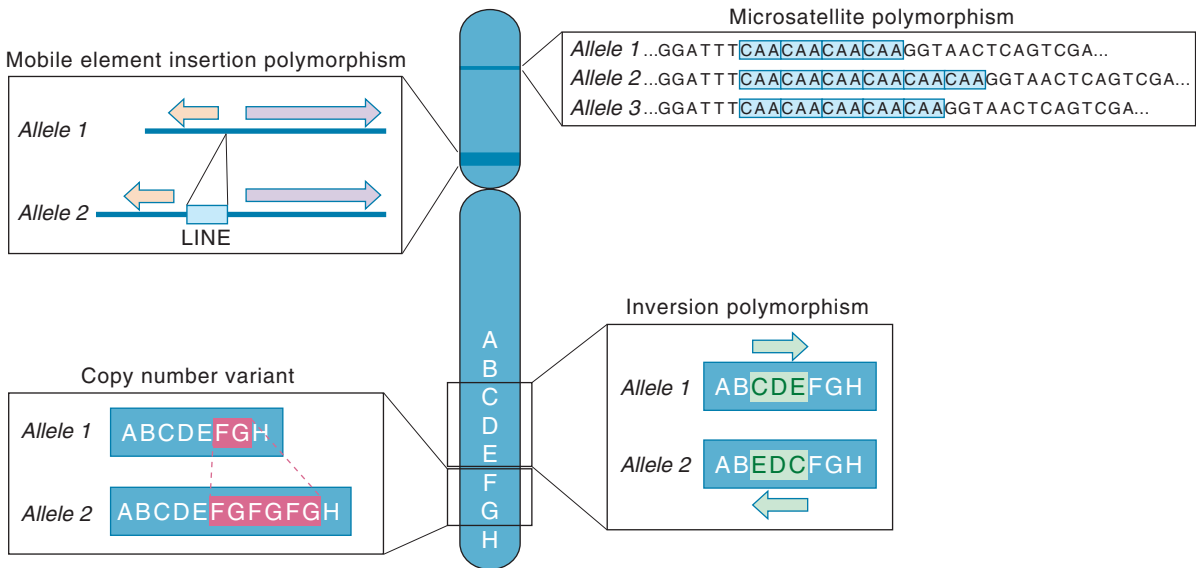 Microsatellite polymorphism
Allele 1 ...GGATTTCAACAACAACAAGGTAACTCAGTCGA...
Allele 2 ...GGATTTCAACAACAACAACAACAAGGTAACTCAGTCGA...
Allele 3 ...GGATTTCAACAACAACAACAAGGTAACTCAGTCGA...
Mobile element insertion polymorphism
Allele 1
Allele 2
LINE
A
B
C
D
E
F
G
H
Inversion polymorphism
Allele 1 ABCDEFGH
Allele 2 ABEDCFGH
Copy number variant
Allele 1 ABCDEFGH
Allele 2 ABCDEFGFGFGH